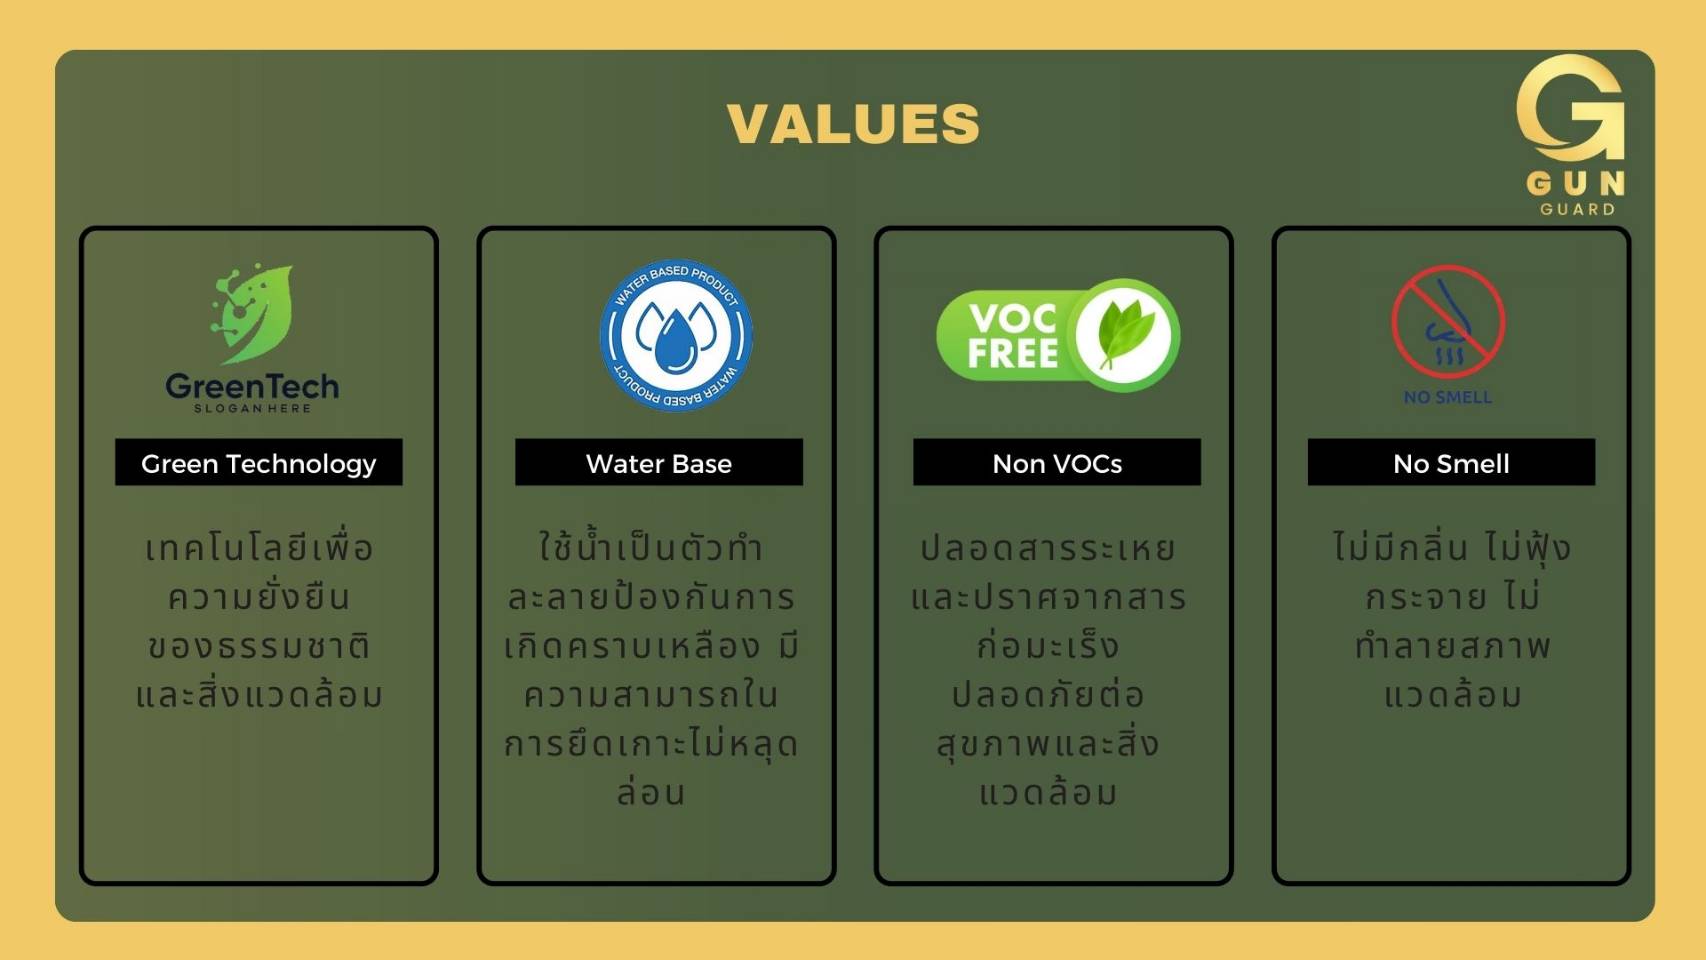 VALUES
GUN
GUARD
GreenTech
SLOGAN HERE
Green Technology
เทคโนโลยีเพื่อ
ความยั่งยืน
ของธรรมชาติ
และสิ่งแวดล้อม
WATER BASED PRODUCT
WATER BASED PRODUCT
Water Base
ใช้น้ำเป็นตัวทำ
ละลายป้องกันการ
เกิดคราบเหลือง มี
ความสามารถใน
การยึดเกาะไม่หลุด
ล่อน
VOC
FREE
Non VOCs
ปลอดสารระเหย
และปราศจากสาร
ก่อมะเร็ง
ปลอดภัยต่อ
สุขภาพและสิ่ง
แวดล้อม
NO SMELL
No Smell
ไม่มีกลิ่น ไม่ฟุ้ง
กระจาย ไม่
ทำลายสภาพ
แวดล้อม